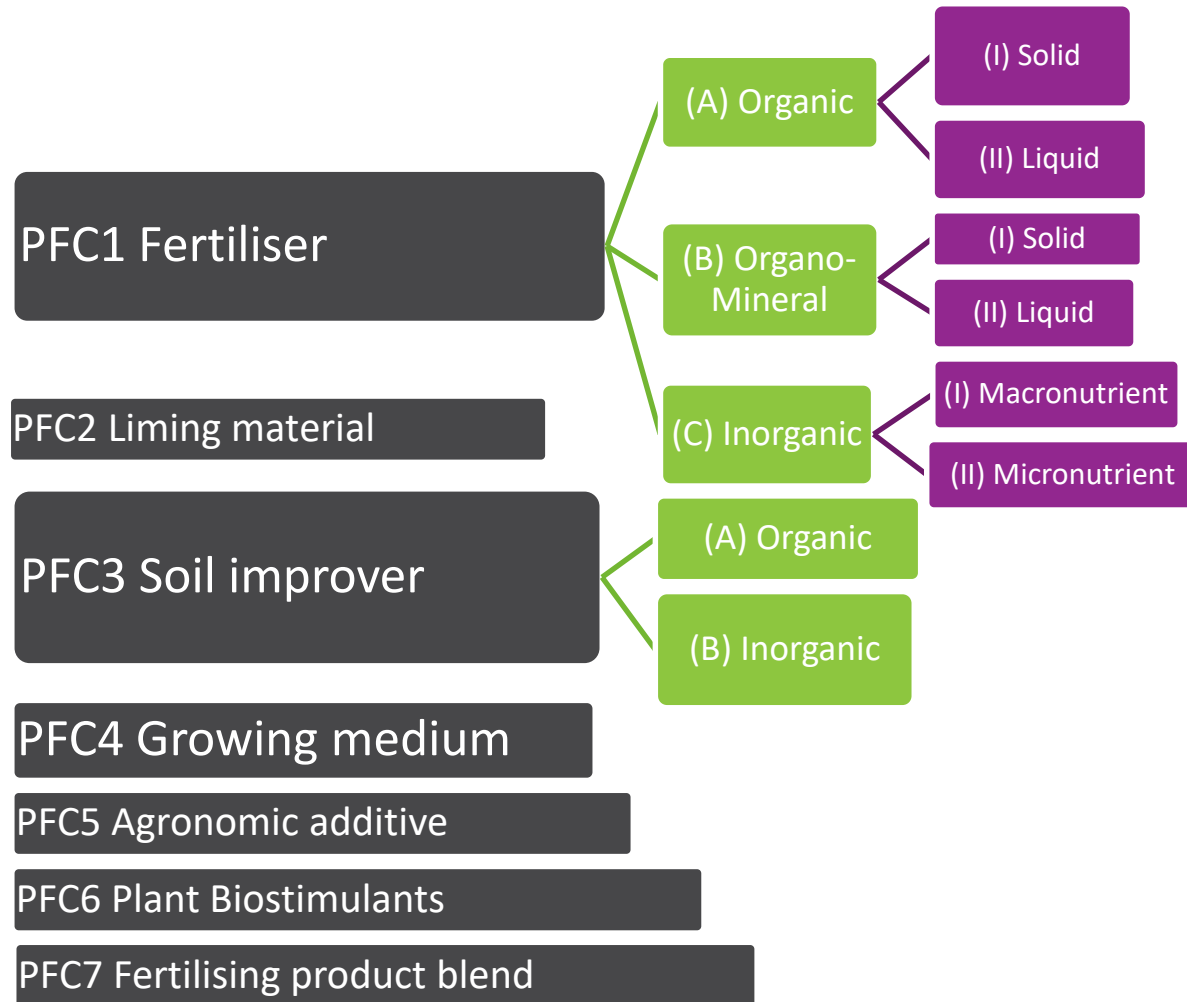 PFC1 Fertiliser
(A) Organic
(I) Solid
(II) Liquid
(B) Organo-
Mineral
(I) Solid
(II) Liquid
(C) Inorganic
(I) Macronutrient
(II) Micronutrient
PFC2 Liming material
PFC3 Soil improver
(A) Organic
(B) Inorganic
PFC4 Growing medium
PFC5 Agronomic additive
PFC6 Plant Biostimulants
PFC7 Fertilising product blend